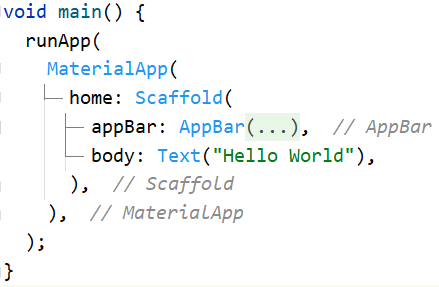 void main() {
  runApp(
    MaterialApp(
      home: Scaffold(
        appBar: AppBar(...),  // AppBar
        body: Text("Hello World"),
      ),  // Scaffold
    ),  // MaterialApp
  );
}